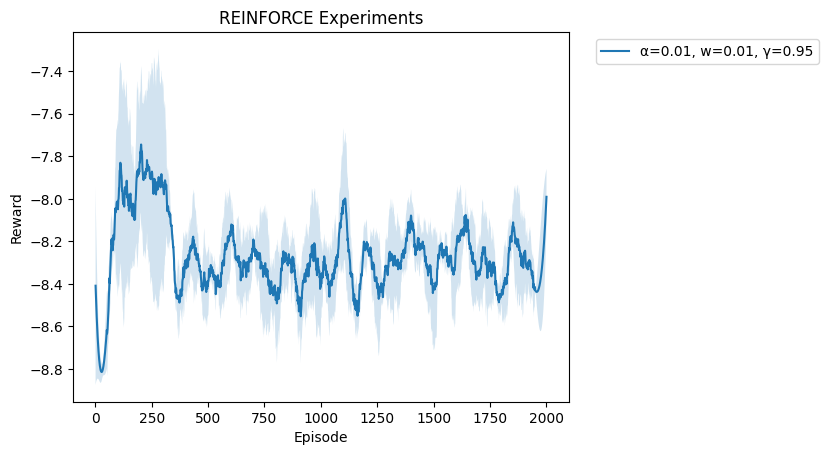 REINFORCE Experiments
α=0.01, w=0.01, γ=0.95
Reward
−7.4
−7.6
−7.8
−8.0
−8.2
−8.4
−8.6
−8.8
0 250 500 750 1000 1250 1500 1750 2000
Episode